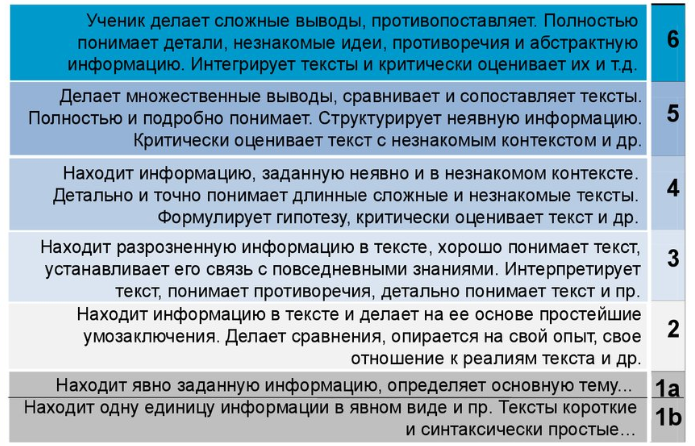 Ученик делает сложные выводы, противопоставляет. Полностью
понимает детали, незнакомые идеи, противоречия и абстрактную
информацию. Интегрирует тексты и критически оценивает их и т.д.
6
Делает множественные выводы, сравнивает и сопоставляет тексты.
Полностью и подробно понимает. Структурирует неявную информацию.
Критически оценивает текст с незнакомым контекстом и др.
5
Находит информацию, заданную неявно и в незнакомом контексте.
Детально и точно понимает длинные сложные и незнакомые тексты.
Формулирует гипотезу, критически оценивает текст и др.
4
Находит разрозненную информацию в тексте, хорошо понимает текст,
устанавливает его связь с повседневными знаниями. Интерпретирует
текст, понимает противоречия, детально понимает текст и пр.
3
Находит информацию в тексте и делает на ее основе простейшие
умозаключения. Делает сравнения, опирается на свой опыт, свое
отношение к реалиям текста и др.
2
Находит явно заданную информацию, определяет основную тему...
1a
Находит одну единицу информации в явном виде и пр. Тексты короткие
и синтаксически простые…
1b